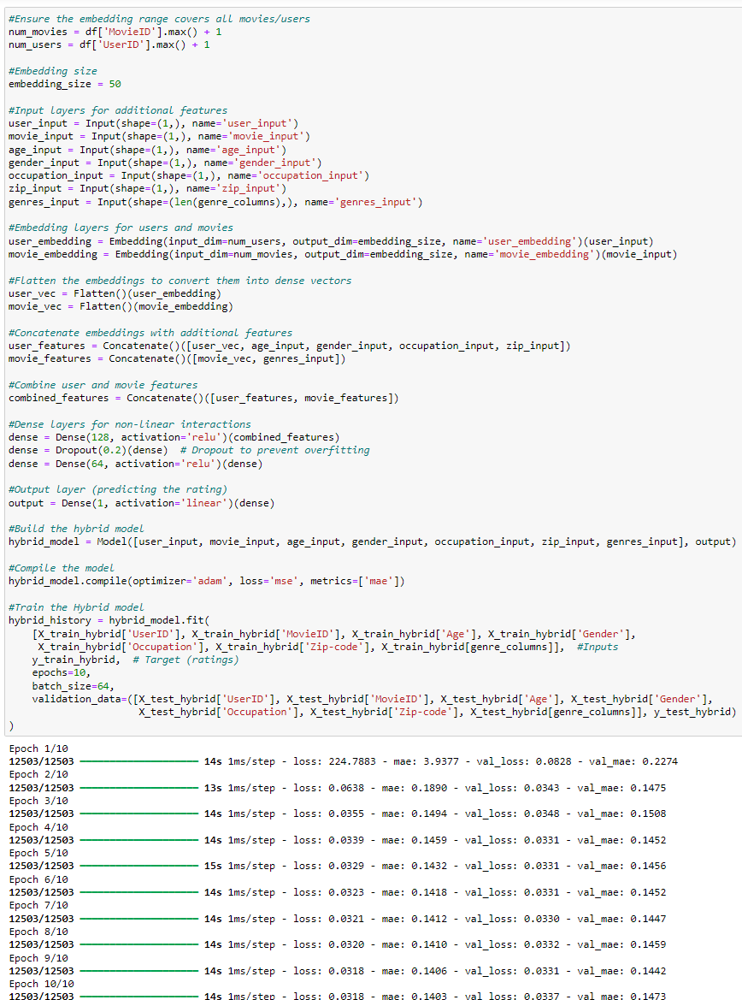 #Ensure the embedding range covers all movies/users
num_movies = df['MovieID'].max() + 1
num_users = df['UserID'].max() + 1
#Embedding size
embedding_size = 50
#Input layers for additional features
user_input = Input(shape=(1,), name='user_input')
movie_input = Input(shape=(1,), name='movie_input')
age_input = Input(shape=(1,), name='age_input')
gender_input = Input(shape=(1,), name='gender_input')
occupation_input = Input(shape=(1,), name='occupation_input')
zip_input = Input(shape=(1,), name='zip_input')
genres_input = Input(shape=(len(genre_columns),), name='genres_input')
#Embedding layers for users and movies
user_embedding = Embedding(input_dim=num_users, output_dim=embedding_size, name='user_embedding')(user_input)
movie_embedding = Embedding(input_dim=num_movies, output_dim=embedding_size, name='movie_embedding')(movie_input)
#Flatten the embeddings to convert them into dense vectors
user_vec = Flatten()(user_embedding)
movie_vec = Flatten()(movie_embedding)
#Concatenate embeddings with additional features
user_features = Concatenate()([user_vec, age_input, gender_input, occupation_input, zip_input])
movie_features = Concatenate()([movie_vec, genres_input])
#Combine user and movie features
combined_features = Concatenate()([user_features, movie_features])
#Dense layers for non-linear interactions
dense = Dense(128, activation='relu')(combined_features)
dense = Dropout(0.2)(dense)  # Dropout to prevent overfitting
dense = Dense(64, activation='relu')(dense)
#Output layer (predicting the rating)
output = Dense(1, activation='linear')(dense)
#Build the hybrid model
hybrid_model = Model([user_input, movie_input, age_input, gender_input, occupation_input, zip_input, genres_input], output)
#Compile the model
hybrid_model.compile(optimizer='adam', loss='mse', metrics=['mae'])
#Train the Hybrid model
hybrid_history = hybrid_model.fit(
[X_train_hybrid['UserID'], X_train_hybrid['MovieID'], X_train_hybrid['Age'], X_train_hybrid['Gender'],
X_train_hybrid['Occupation'], X_train_hybrid['Zip-code'], X_train_hybrid[genre_columns]],  #Inputs
y_train_hybrid,  # Target (ratings)
epochs=10,
batch_size=64,
validation_data=([X_test_hybrid['UserID'], X_test_hybrid['MovieID'], X_test_hybrid['Age'], X_test_hybrid['Gender'],
X_test_hybrid['Occupation'], X_test_hybrid['Zip-code'], X_test_hybrid[genre_columns]], y_test_hybrid)
)
Epoch 1/10
12503/12503 14s 1ms/step - loss: 224.7883 - mae: 3.9377 - val_loss: 0.0828 - val_mae: 0.2274
Epoch 2/10
12503/12503 13s 1ms/step - loss: 0.0638 - mae: 0.1890 - val_loss: 0.0343 - val_mae: 0.1475
Epoch 3/10
12503/12503 14s 1ms/step - loss: 0.0355 - mae: 0.1494 - val_loss: 0.0348 - val_mae: 0.1508
Epoch 4/10
12503/12503 14s 1ms/step - loss: 0.0339 - mae: 0.1459 - val_loss: 0.0331 - val_mae: 0.1452
Epoch 5/10
12503/12503 15s 1ms/step - loss: 0.0329 - mae: 0.1432 - val_loss: 0.0331 - val_mae: 0.1456
Epoch 6/10
12503/12503 14s 1ms/step - loss: 0.0323 - mae: 0.1418 - val_loss: 0.0331 - val_mae: 0.1452
Epoch 7/10
12503/12503 14s 1ms/step - loss: 0.0321 - mae: 0.1412 - val_loss: 0.0330 - val_mae: 0.1447
Epoch 8/10
12503/12503 14s 1ms/step - loss: 0.0320 - mae: 0.1410 - val_loss: 0.0332 - val_mae: 0.1459
Epoch 9/10
12503/12503 14s 1ms/step - loss: 0.0318 - mae: 0.1406 - val_loss: 0.0331 - val_mae: 0.1442
Epoch 10/10
12503/12503 14s 1ms/step - loss: 0.0318 - mae: 0.1403 - val_loss: 0.0337 - val_mae: 0.1473